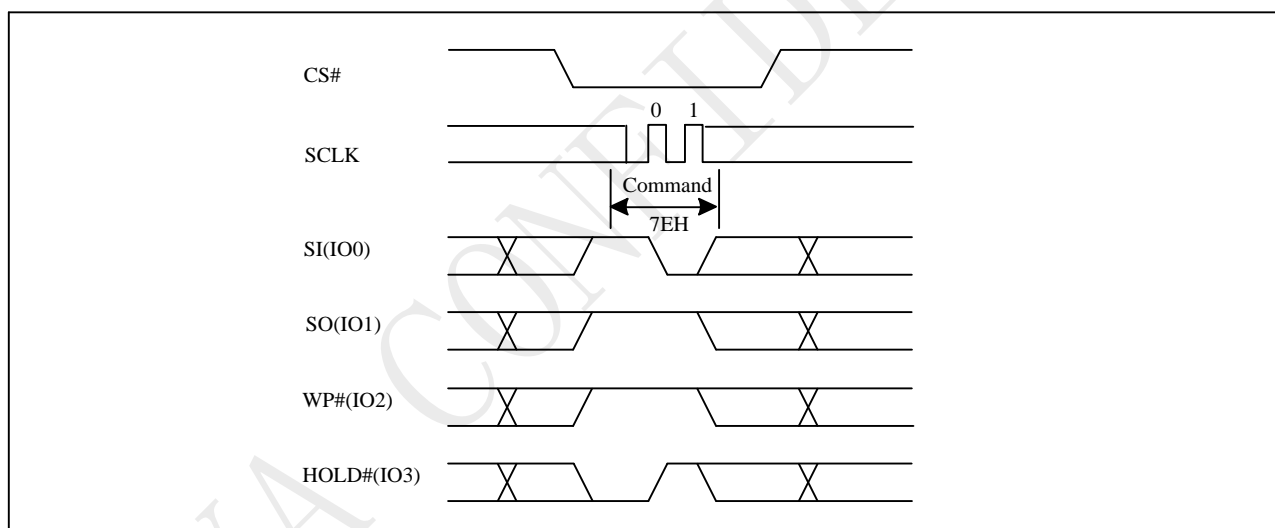 CS#
0 1
SCLK
Command
7EH
SI(IO0)
SO(IO1)
WP#(IO2)
HOLD#(IO3)